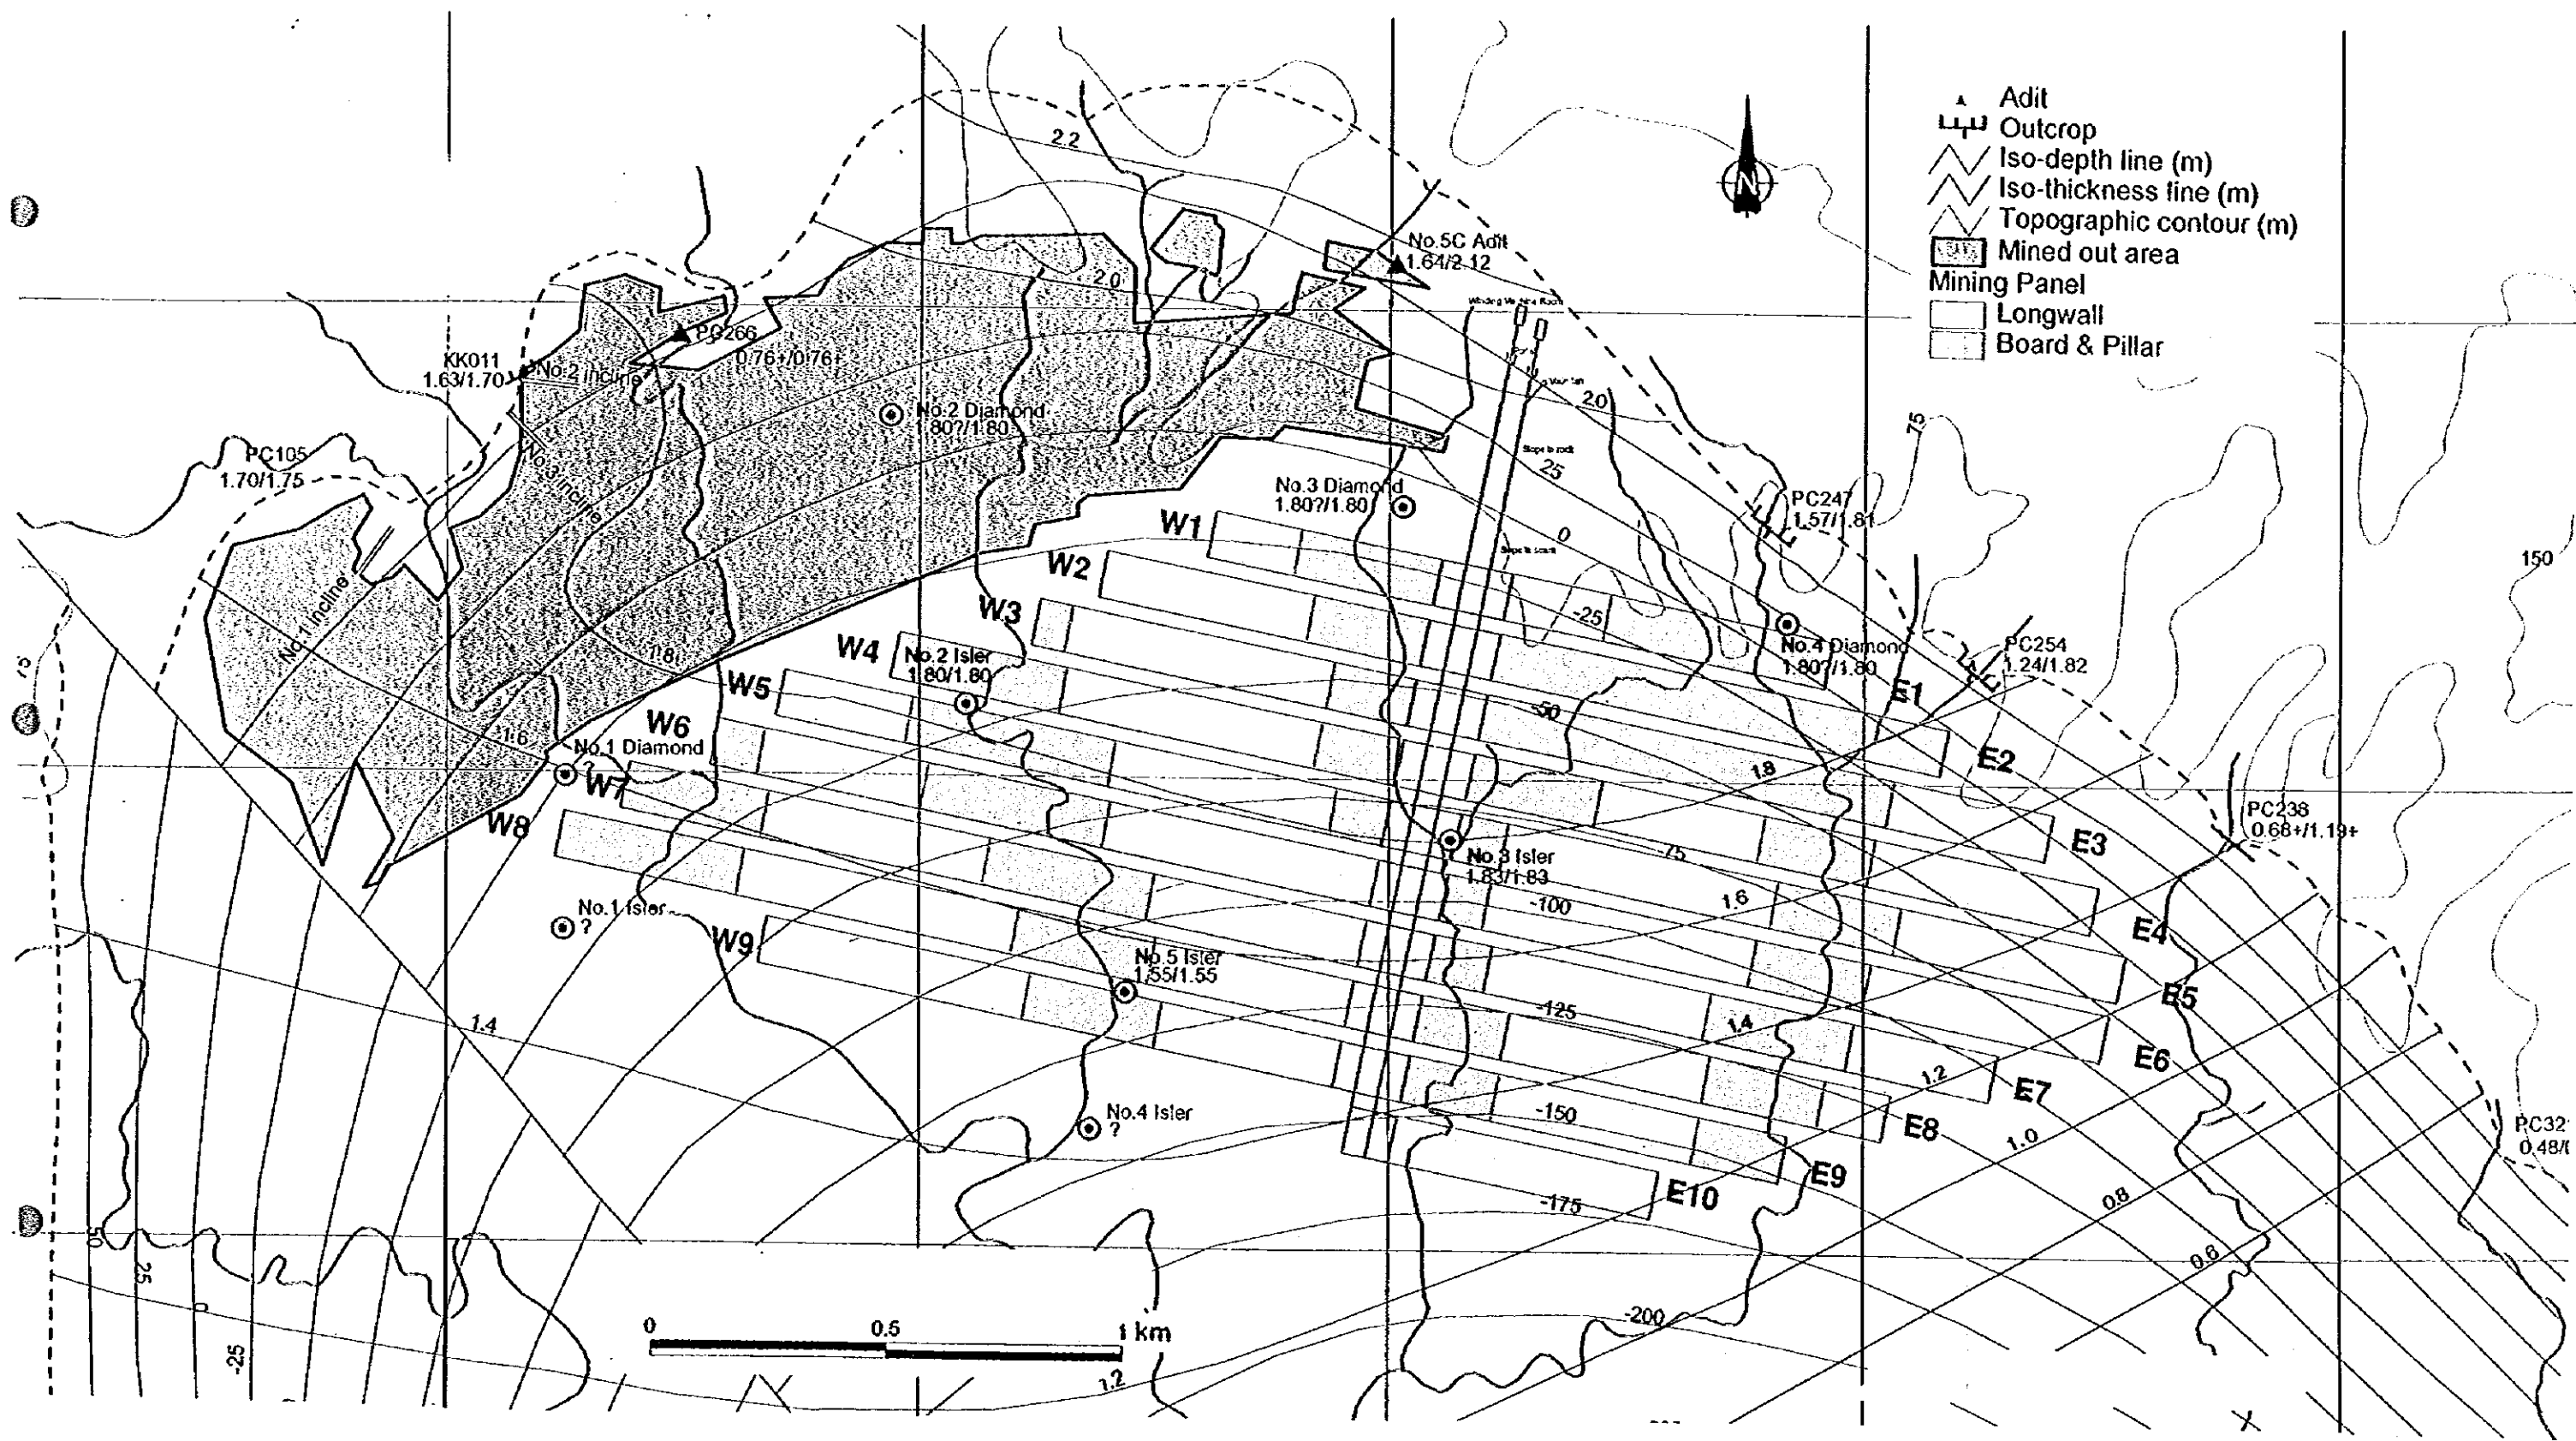 Adit
Outcrop
Iso-depth line (m)
Iso-thickness line (m)
Topographic contour (m)
Mined out area
Mining Panel
Longwall
Board & Pillar
N
2.2
2.0
No.5C Adit
1.64/2.12
PC266
0.76+/0.76+
KK011
1.63/1.70
No.2 incline
No.2 Diamond
1.80?/1.80
2.0
75
PC105
1.70/1.75
Slope in rock
25
No.3 Diamond
1.80?/1.80
PC247
1.57/1.81
W1
0
150
W2
No.1 incline
W3
-25
W4
No.2 Isler
1.80/1.80
1.8
No.4 Diamond
1.80?/1.80
PC254
1.24/1.82
75
W5
E1
W6
-50
1.6
No.1 Diamond
?
W7
1.8
E2
W8
PC238
0.68+/1.19+
E3
No.3 Isler
1.83/1.83
-75
No.1 Isler
?
-100
1.6
E4
W9
No.5 Isler
1.55/1.55
E5
1.4
-125
1.4
E6
1.2
E7
No.4 Isler
?
-150
E8
1.0
PC32
0.48/
E9
E10
-175
0.8
50
25
0
-25
0.6
-200
0
0.5
1 km
1.2